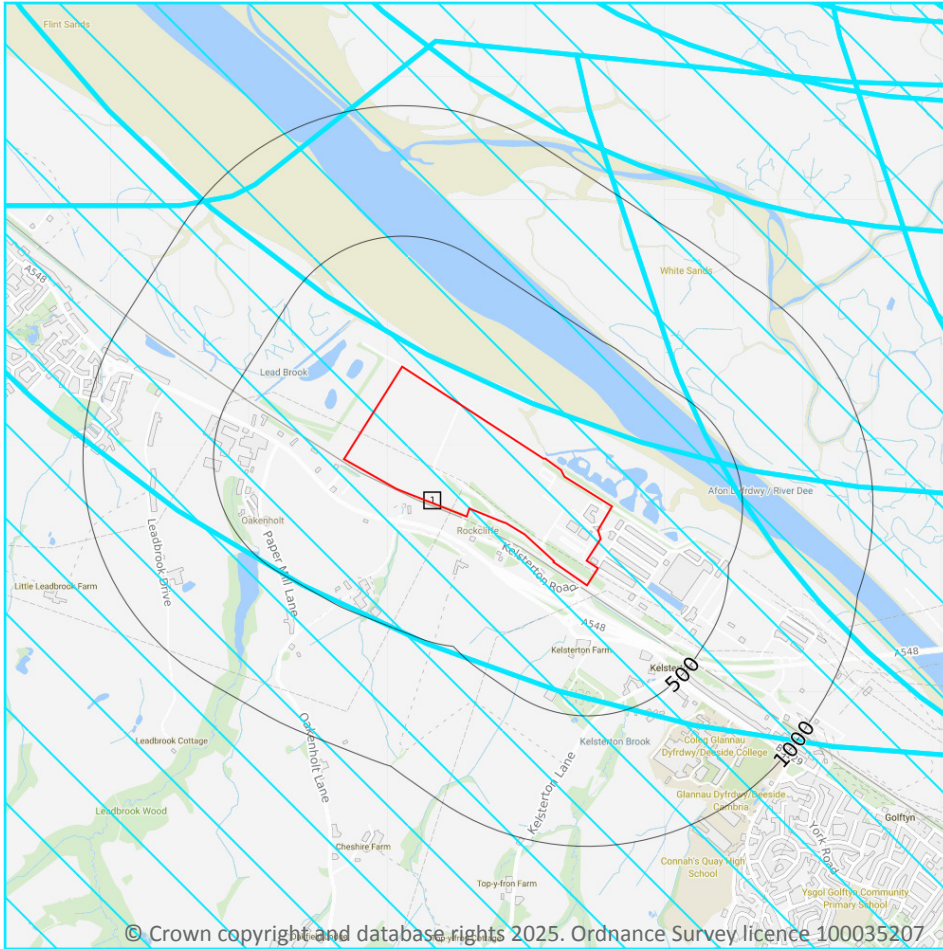 Flint Sands
A548
White Sands
Lead Brook
Afon Dyfrdwy / River Dee
1
Oakenholt
Rockcliffe
Leadbrook Drive
Paper Mill Lane
Kelsterton Road
Little Leadbrook Farm
A548
Kelsterton Farm
A548
500
Oakenholt Lane
Leadbrook Cottage
Kelsterton Brook
Coleg Glannau
Dyfrdwy/Deeside College
1000
Kelsterton Lane
Glannau Dyfrdwy/Deeside
Cambria
Leadbrook Wood
Golftyn
York Road
Cheshire Farm
Connah's Quay High
School
Top-y-fron Farm
Ysgol Golftyn Community
Primary School
© Crown copyright and database rights 2025. Ordnance Survey licence 100035207